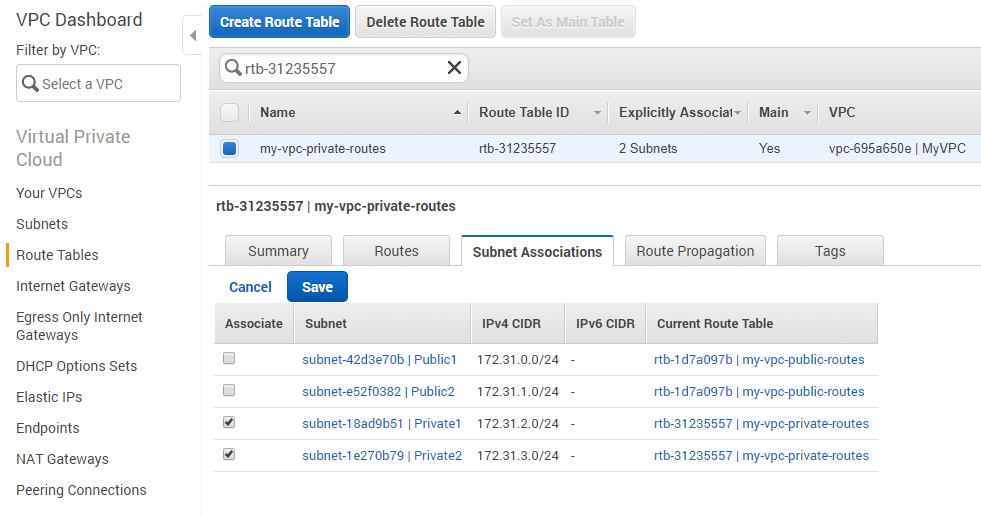 VPC Dashboard
Filter by VPC:
Select a VPC
Virtual Private
Cloud
Your VPCs
Subnets
Route Tables
Internet Gateways
Egress Only Internet
Gateways
DHCP Options Sets
Elastic IPs
Endpoints
NAT Gateways
Peering Connections
Create Route Table Delete Route Table Set As Main Table
rtb-31235557
Name Route Table ID Explicitly Associat Main VPC
my-vpc-private-routes rtb-31235557 2 Subnets Yes vpc-695a650e | MyVPC
rtb-31235557 | my-vpc-private-routes
Summary Routes Subnet Associations Route Propagation Tags
Cancel Save
Associate Subnet IPv4 CIDR IPv6 CIDR Current Route Table
subnet-42d3e70b | Public1 172.31.0.0/24 - rtb-1d7a097b | my-vpc-public-routes
subnet-e52f0382 | Public2 172.31.1.0/24 - rtb-1d7a097b | my-vpc-public-routes
subnet-18ad9b51 | Private1 172.31.2.0/24 - rtb-31235557 | my-vpc-private-routes
subnet-1e270b79 | Private2 172.31.3.0/24 - rtb-31235557 | my-vpc-private-routes